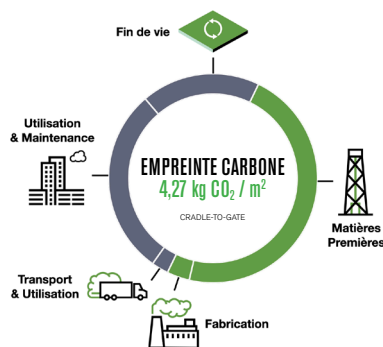 Fin de vie
Utilisation
& Maintenance
EMPREINTE CARBONE
4,27 kg CO₂ / m²
CRADLE-TO-GATE
Matières
Premières
Transport
& Utilisation
Fabrication